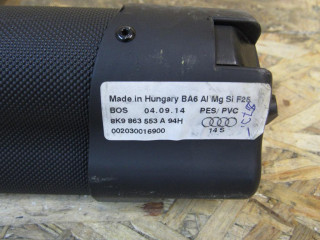 Made in Hungary BA6 Al Mg Si F25
BOS 04.09.14 PES/ PVC
8K9 863 553 A 94H
002030016900 14 S